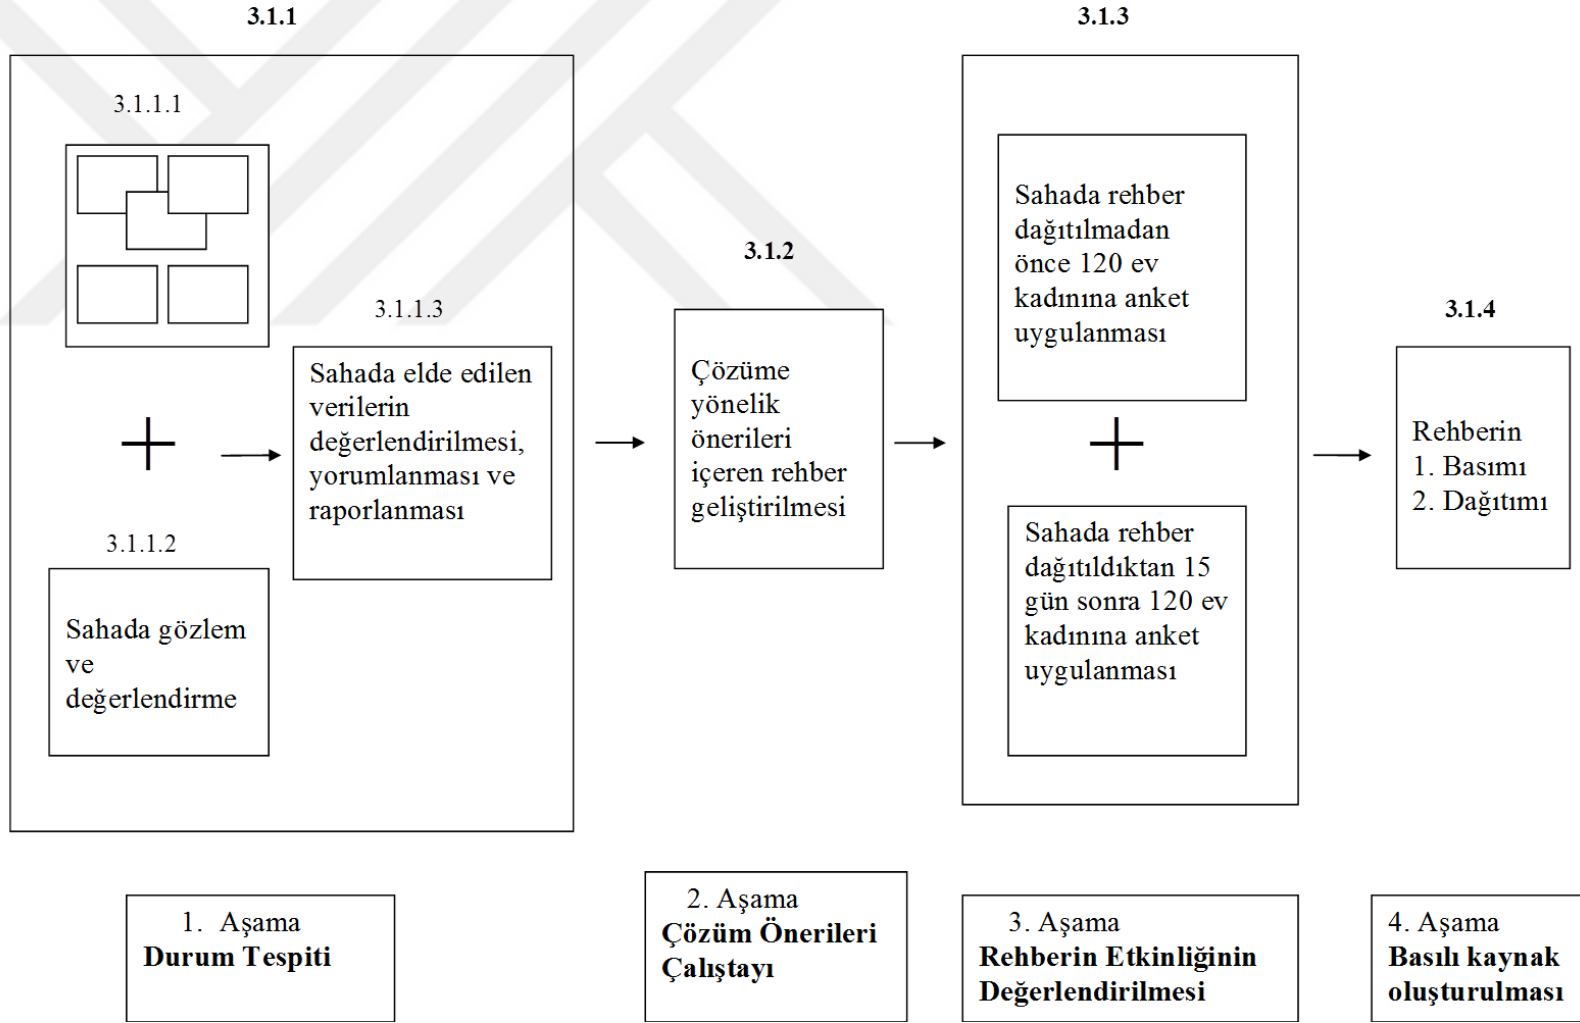 3.1.1
3.1.1.1
3.1.1.2
Sahada gözlem
ve
değerlendirme
3.1.1.3
Sahada elde edilen
verilerin
değerlendirilmesi,
yorumlanması ve
raporlanması
3.1.2
Çözüme
yönelik
önerileri
içeren rehber
geliştirilmesi
3.1.3
Sahada rehber
dağıtılmadan
önce 120 ev
kadınına anket
uygulanması
Sahada rehber
dağıtıldıktan 15
gün sonra 120 ev
kadınına anket
uygulanması
3.1.4
Rehberin
1. Basımı
2. Dağıtımı
1. Aşama
Durum Tespiti
2. Aşama
Çözüm Önerileri
Çalıştayı
3. Aşama
Rehberin Etkinliğinin
Değerlendirilmesi
4. Aşama
Basılı kaynak
oluşturulması